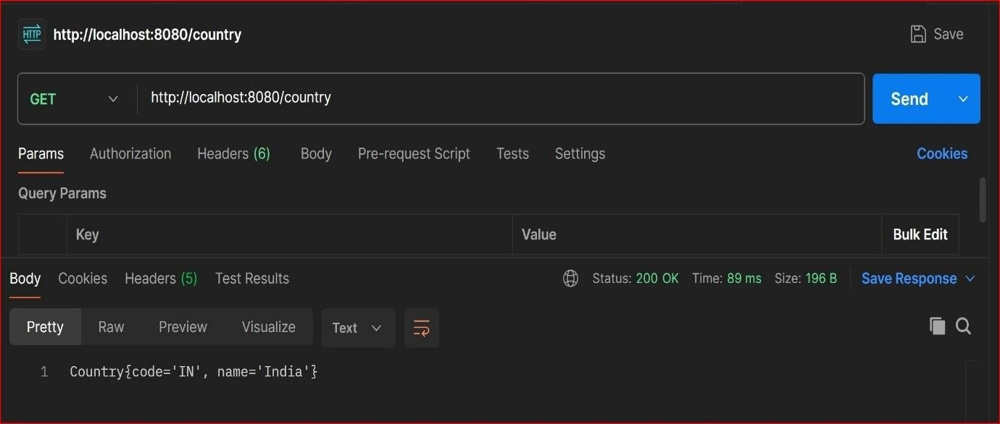 HTTP http://localhost:8080/country Save
GET http://localhost:8080/country Send
Params Authorization Headers (6) Body Pre-request Script Tests Settings Cookies
Query Params
Key Value Bulk Edit
Body Cookies Headers (5) Test Results Status: 200 OK Time: 89 ms Size: 196 B Save Response
Pretty Raw Preview Visualize Text
1 Country{code='IN', name='India'}